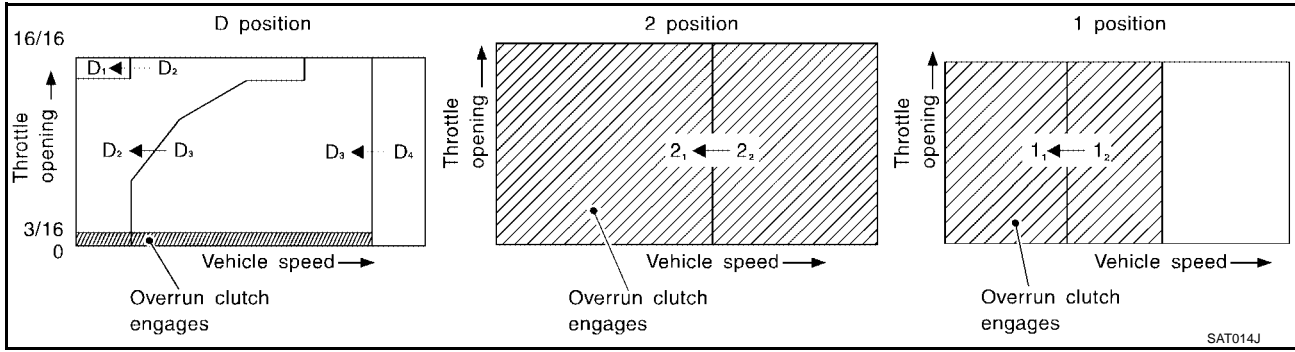 D position
16/16
D₁ D₂
Throttle opening
D₂ D₃
D₃ D₄
3/16
0
Vehicle speed
Overrun clutch
engages
2 position
Throttle opening
2₁ 2₂
Vehicle speed
Overrun clutch
engages
1 position
Throttle opening
1₁ 1₂
Vehicle speed
Overrun clutch
engages
SAT014J